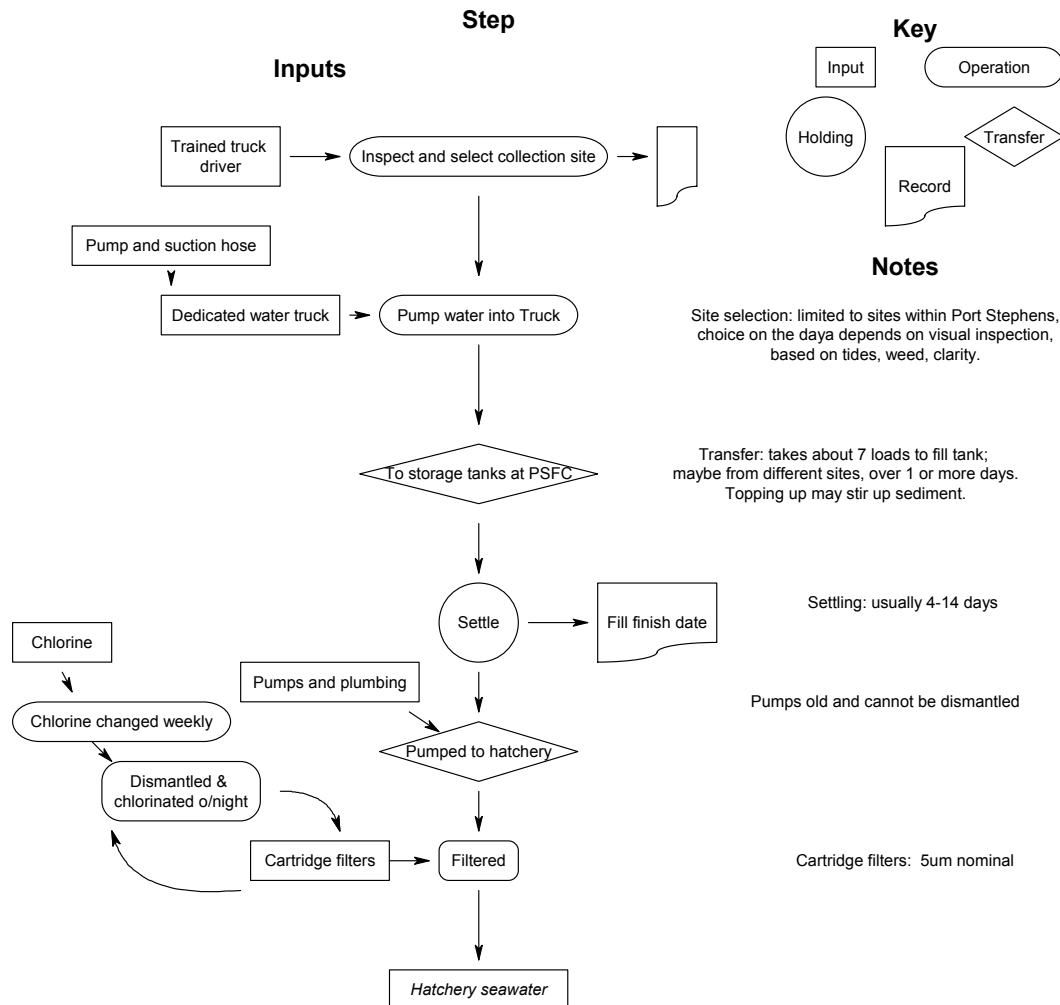 Step
Key
Inputs
Input
Operation
Holding
Transfer
Record
Trained truck
driver
Inspect and select collection site
Pump and suction hose
Notes
Dedicated water truck
Pump water into Truck
Site selection: limited to sites within Port Stephens,
choice on the daya depends on visual inspection,
based on tides, weed, clarity.
To storage tanks at PSFC
Transfer: takes about 7 loads to fill tank;
maybe from different sites, over 1 or more days.
Topping up may stir up sediment.
Settle
Fill finish date
Settling: usually 4-14 days
Chlorine
Pumps and plumbing
Chlorine changed weekly
Pumps old and cannot be dismantled
Pumped to hatchery
Dismantled &
chlorinated o/night
Cartridge filters
Filtered
Cartridge filters: 5um nominal
Hatchery seawater